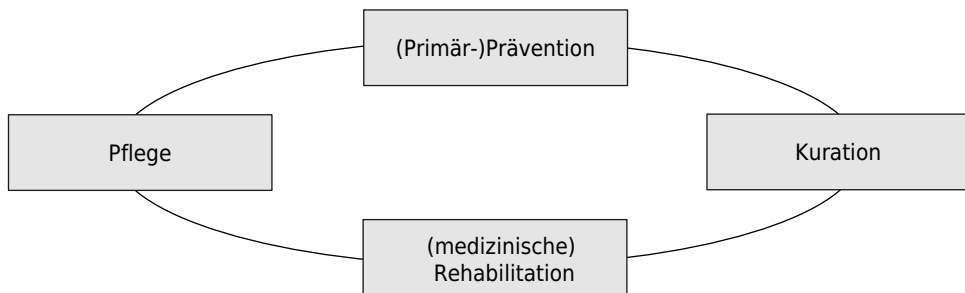 (Primär-)Prävention
Pflege
Kuration
(medizinische)
Rehabilitation